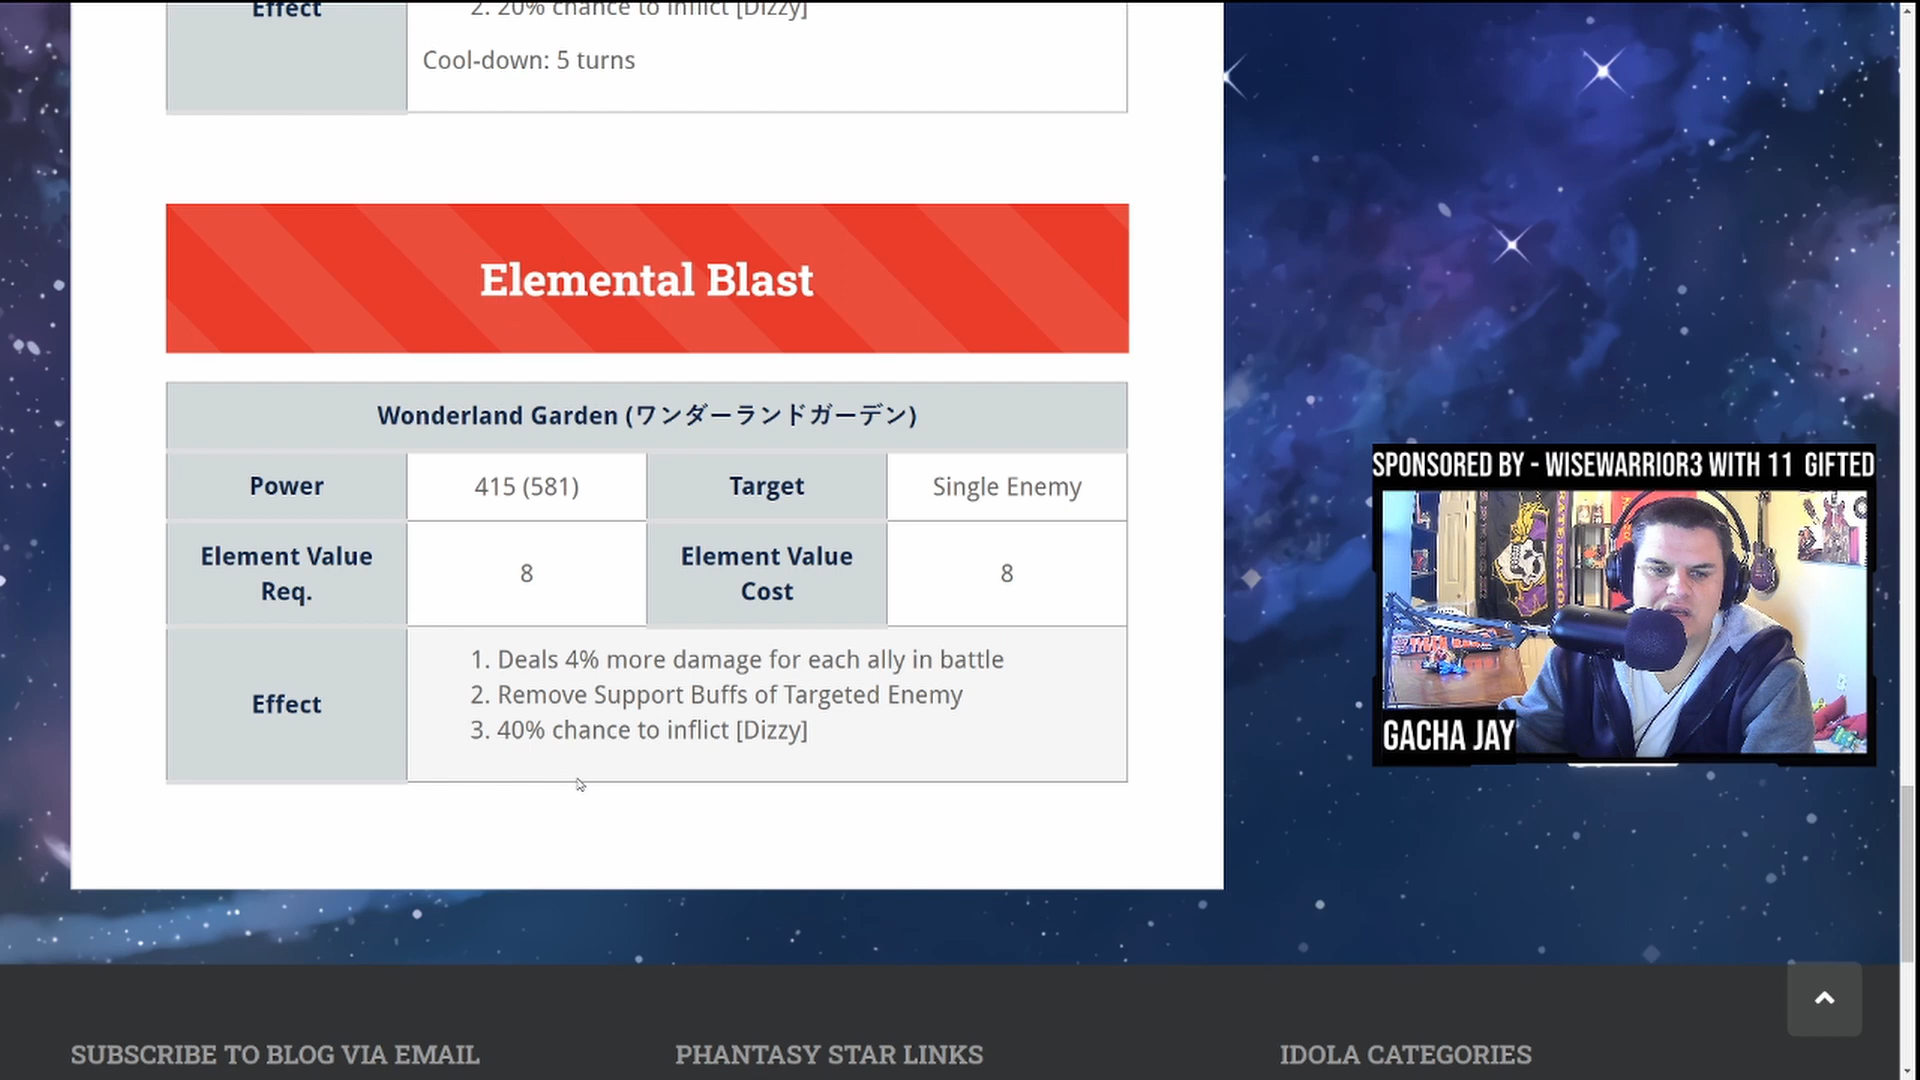 Effect
2. 20% chance to inflict [Dizzy]
Cool-down: 5 turns
Elemental Blast
Wonderland Garden (ワンダーランドガーデン)
Power
415 (581)
Target
Single Enemy
Element Value
Req.
8
Element Value
Cost
8
Effect
1. Deals 4% more damage for each ally in battle
2. Remove Support Buffs of Targeted Enemy
3. 40% chance to inflict [Dizzy]
SPONSORED BY - WISEWARRIOR3 WITH 11 GIFTED
GACHA JAY
SUBSCRIBE TO BLOG VIA EMAIL
PHANTASY STAR LINKS
IDOLA CATEGORIES